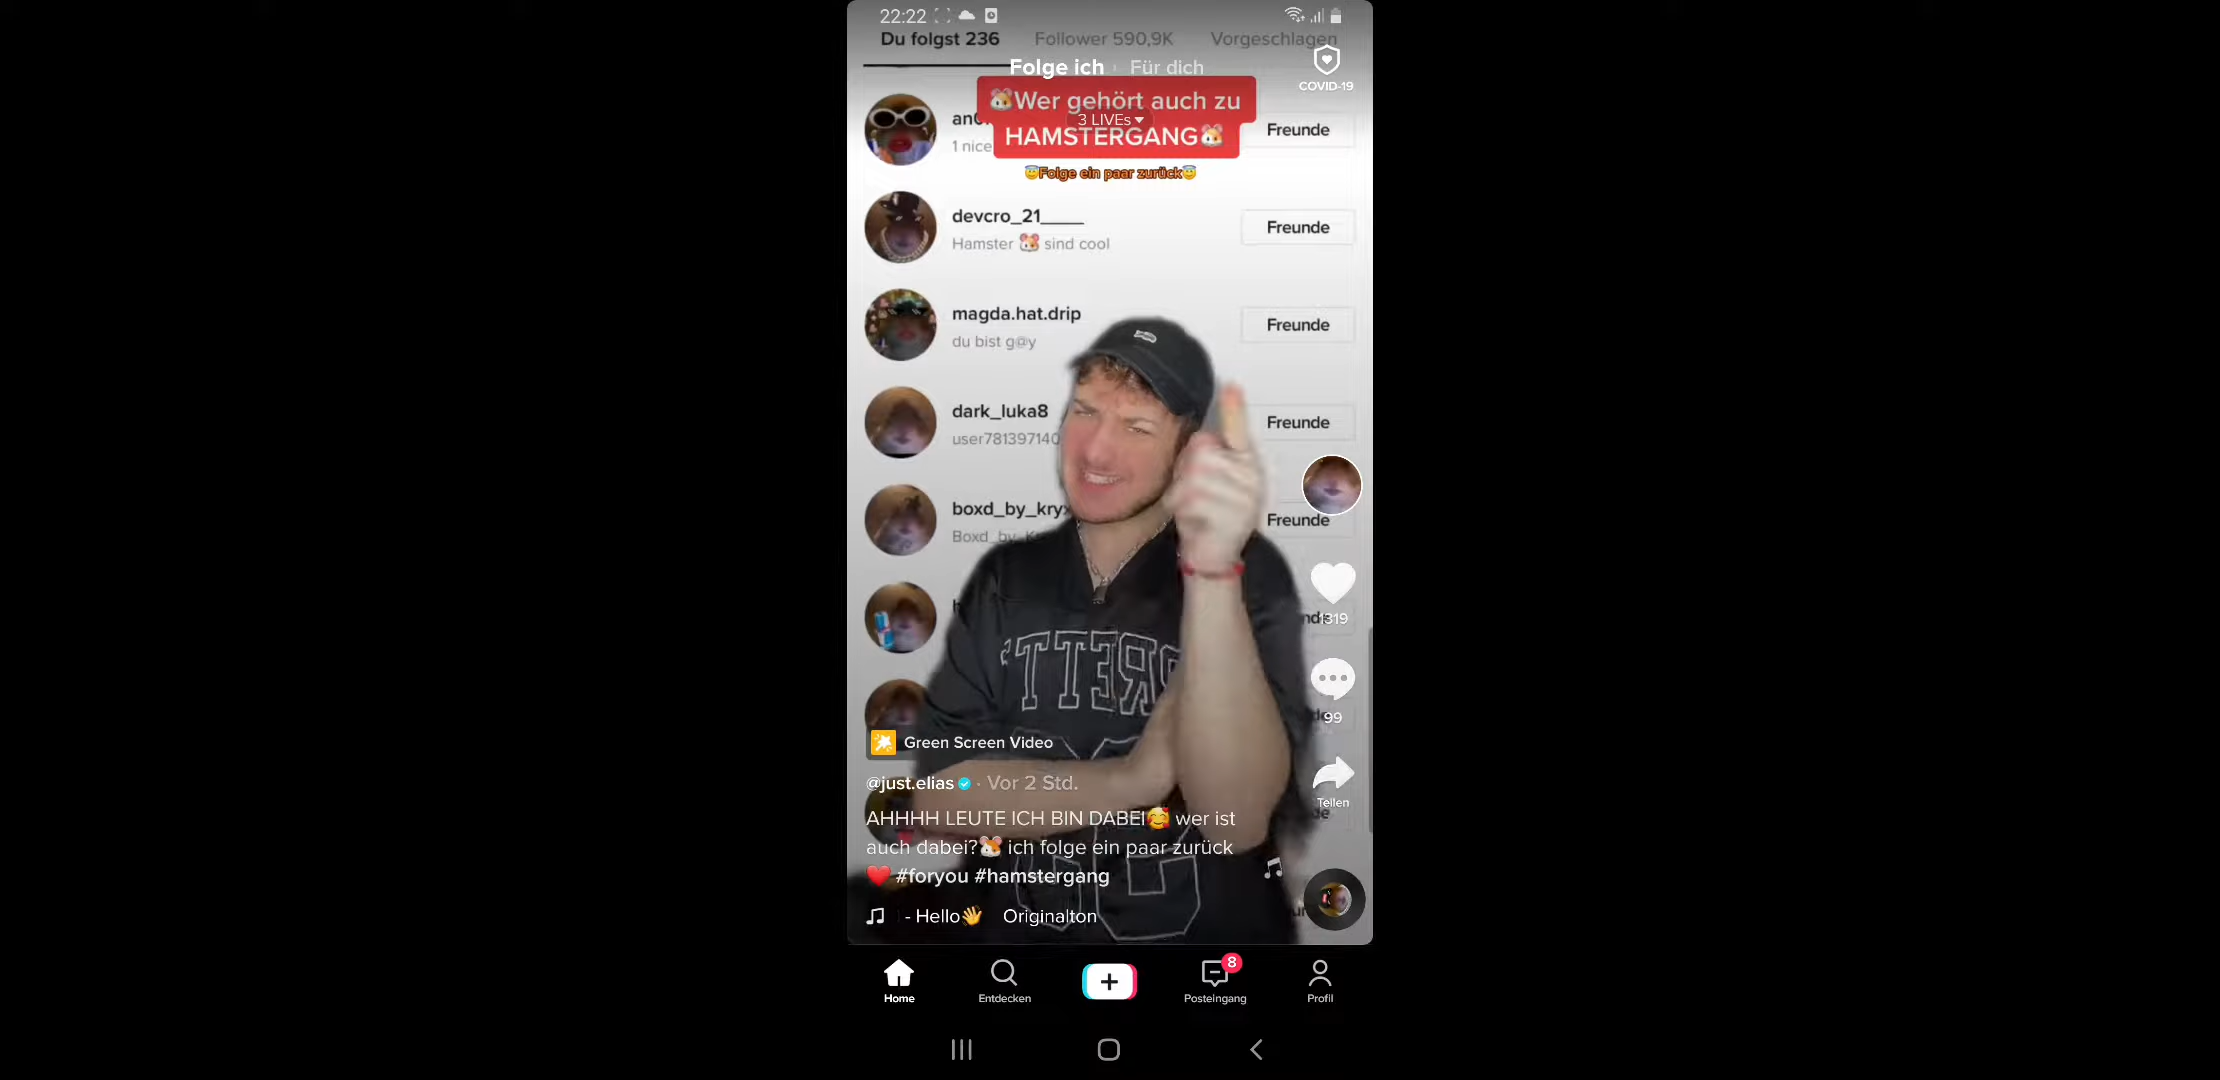 22:22
Du folgst 236 Follower 590,9K Vorgeschlagen
Folge ich Für dich
COVID-19
🐹Wer gehört auch zu
3 LIVEs
HAMSTERGANG🐹
😇Folge ein paar zurück😇
1 nice
Freunde
devcro_21____
Hamster 🐹 sind cool
Freunde
magda.hat.drip
du bist g@y
Freunde
dark_luka8
user781397140
Freunde
boxd_by_kryx
Boxd_by_K
Freunde
1319
99
Teilen
Green Screen Video
@just.elias · Vor 2 Std.
AHHHH LEUTE ICH BIN DABEI🥰 wer ist
auch dabei?🐹 ich folge ein paar zurück
❤️ #foryou #hamstergang
- Hello👋 Originalton
Home
Entdecken
8
Posteingang
Profil